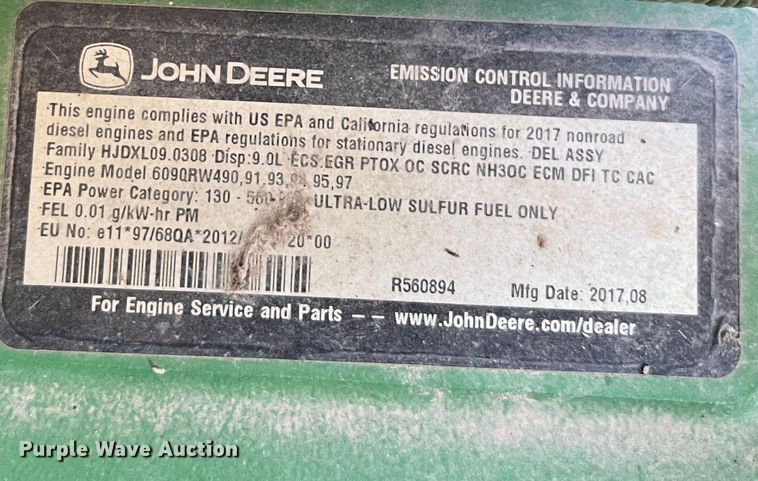 JOHN DEERE
EMISSION CONTROL INFORMATION
DEERE & COMPANY
This engine complies with US EPA and California regulations for 2017 nonroad
diesel engines and EPA regulations for stationary diesel engines. DEL ASSY
Family HJDXL09.0308 Disp:9.0L ECS:EGR PTOX OC SCRC NH3OC ECM DFI TC CAC
Engine Model 6090RW490,91,93, 95,97
EPA Power Category: 130 - 560 ULTRA-LOW SULFUR FUEL ONLY
FEL 0.01 g/kW-hr PM
EU No: e11*97/68QA*2012/ 20*00
R560894 Mfg Date: 2017,08
For Engine Service and Parts – – www.JohnDeere.com/dealer
Purple Wave Auction